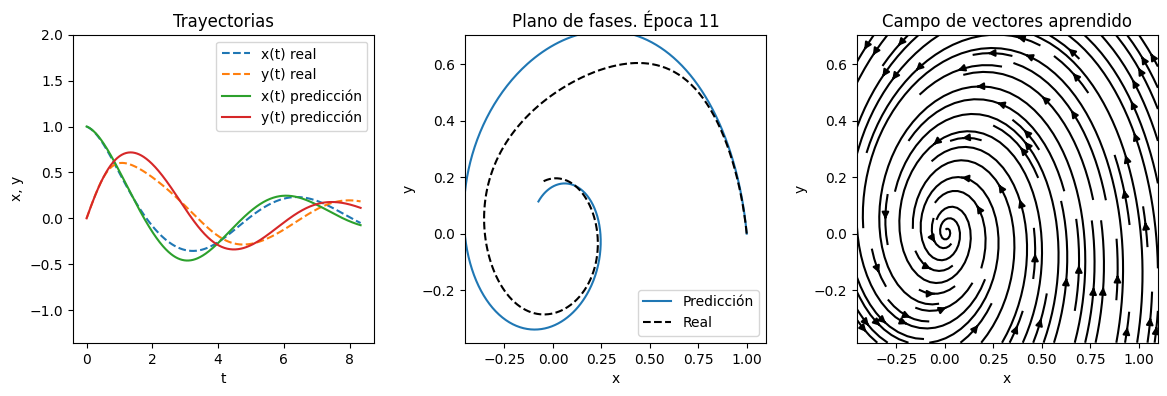 Trayectorias
x(t) real
y(t) real
x(t) predicción
y(t) predicción
2.0
1.5
1.0
0.5
0.0
−0.5
−1.0
x, y
0
2
4
6
8
t
Plano de fases. Época 11
0.6
0.4
0.2
0.0
−0.2
y
Predicción
Real
−0.25
0.00
0.25
0.50
0.75
1.00
x
Campo de vectores aprendido
0.6
0.4
0.2
0.0
−0.2
y
−0.25
0.00
0.25
0.50
0.75
1.00
x